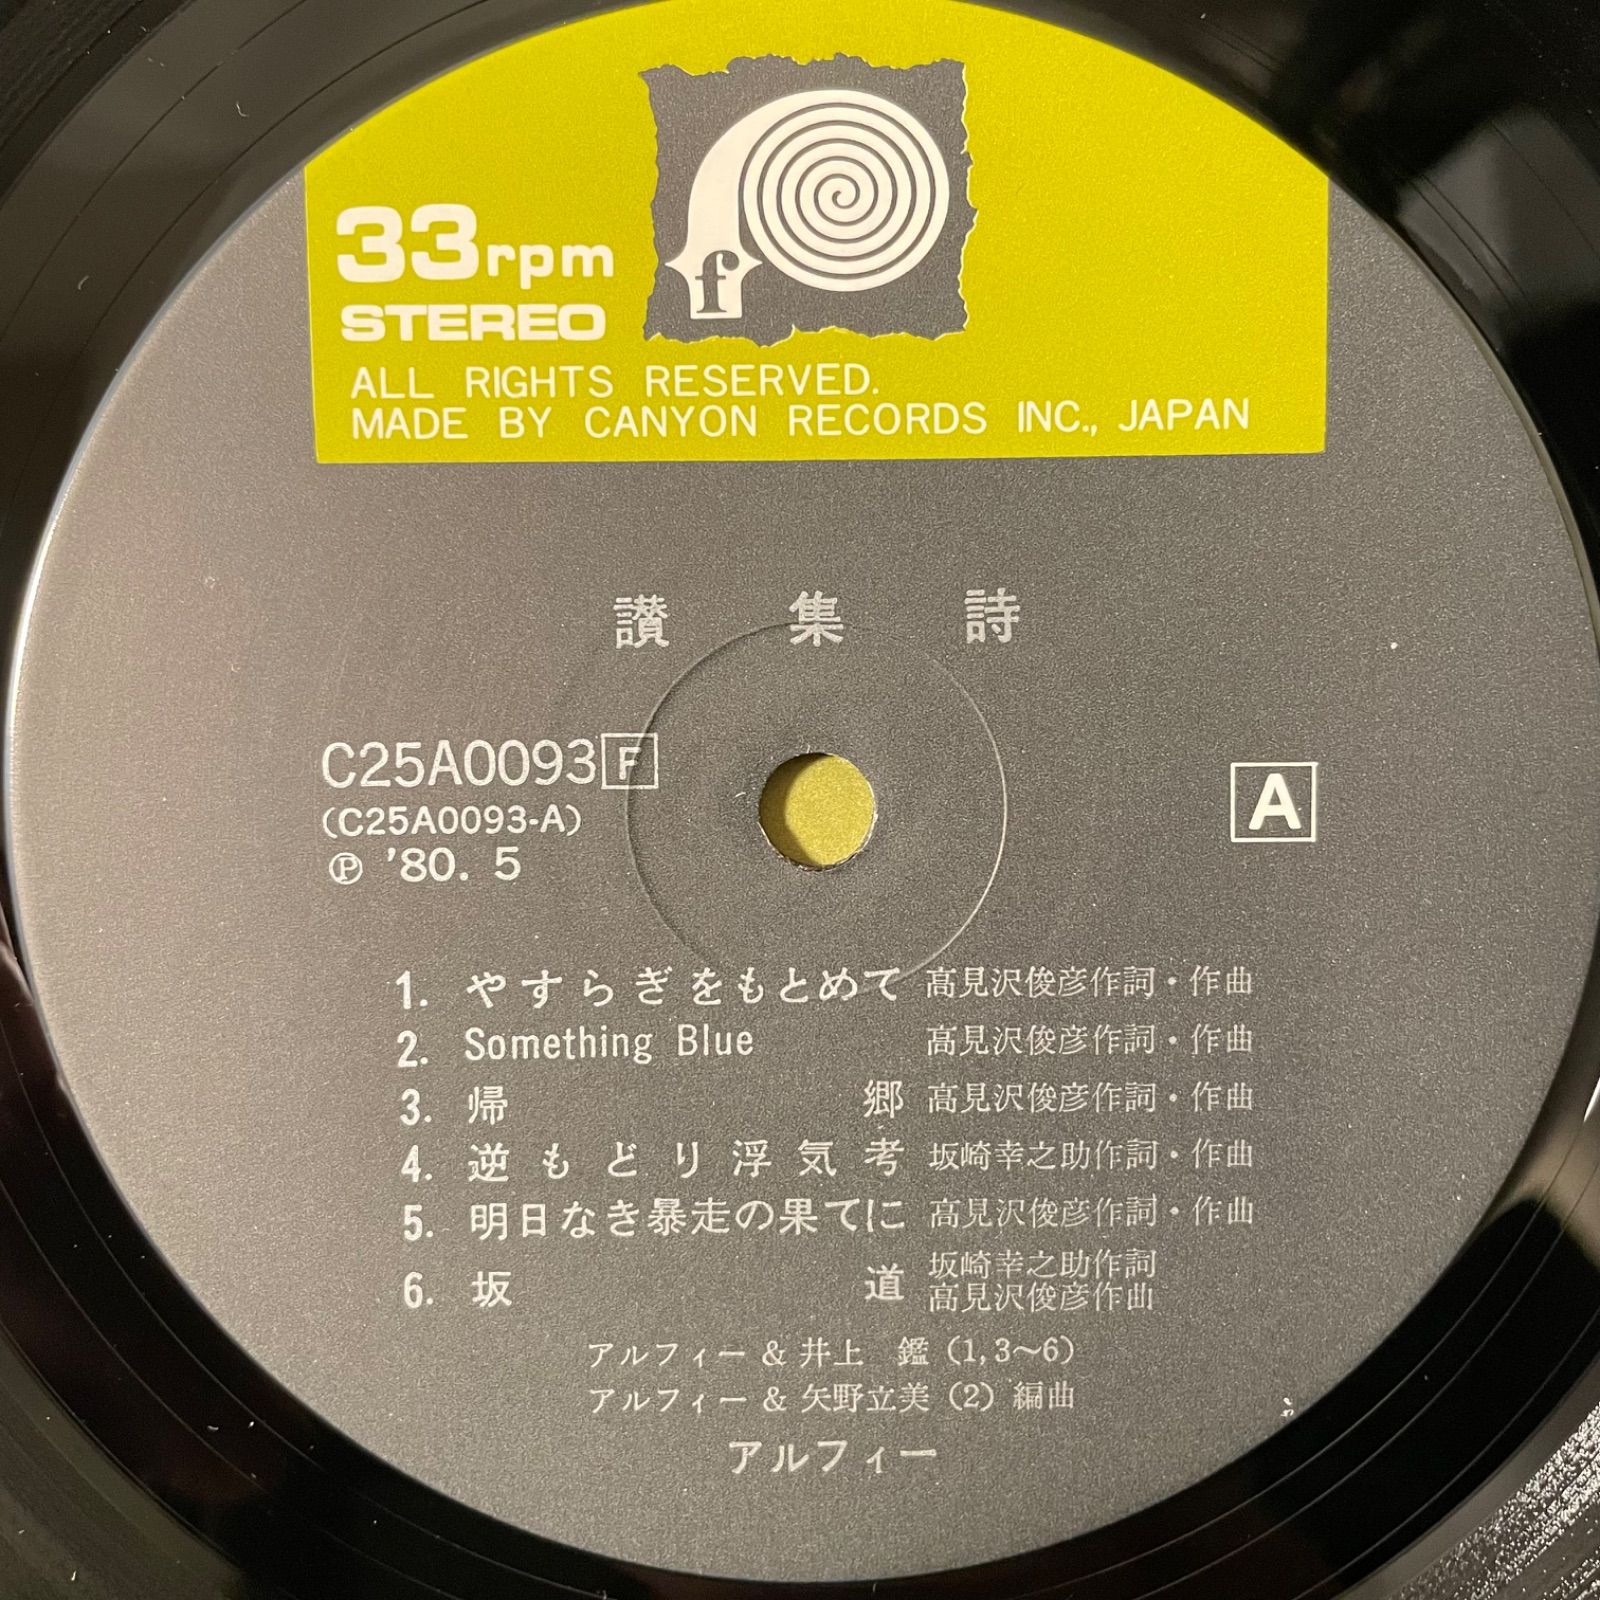 f
33rpm
STEREO
ALL RIGHTS RESERVED.
MADE BY CANYON RECORDS INC., JAPAN
讃集詩
C25A0093 F
(C25A0093-A)
Ⓟ '80. 5
A
1. やすらぎをもとめて 高見沢俊彦作詞・作曲
2. Something Blue 高見沢俊彦作詞・作曲
3. 帰郷 高見沢俊彦作詞・作曲
4. 逆もどり浮気考 坂崎幸之助作詞・作曲
5. 明日なき暴走の果てに 高見沢俊彦作詞・作曲
6. 坂道 坂崎幸之助作詞
高見沢俊彦作曲
アルフィー & 井上 鑑 (1, 3〜6)
アルフィー & 矢野立美 (2) 編曲
アルフィー